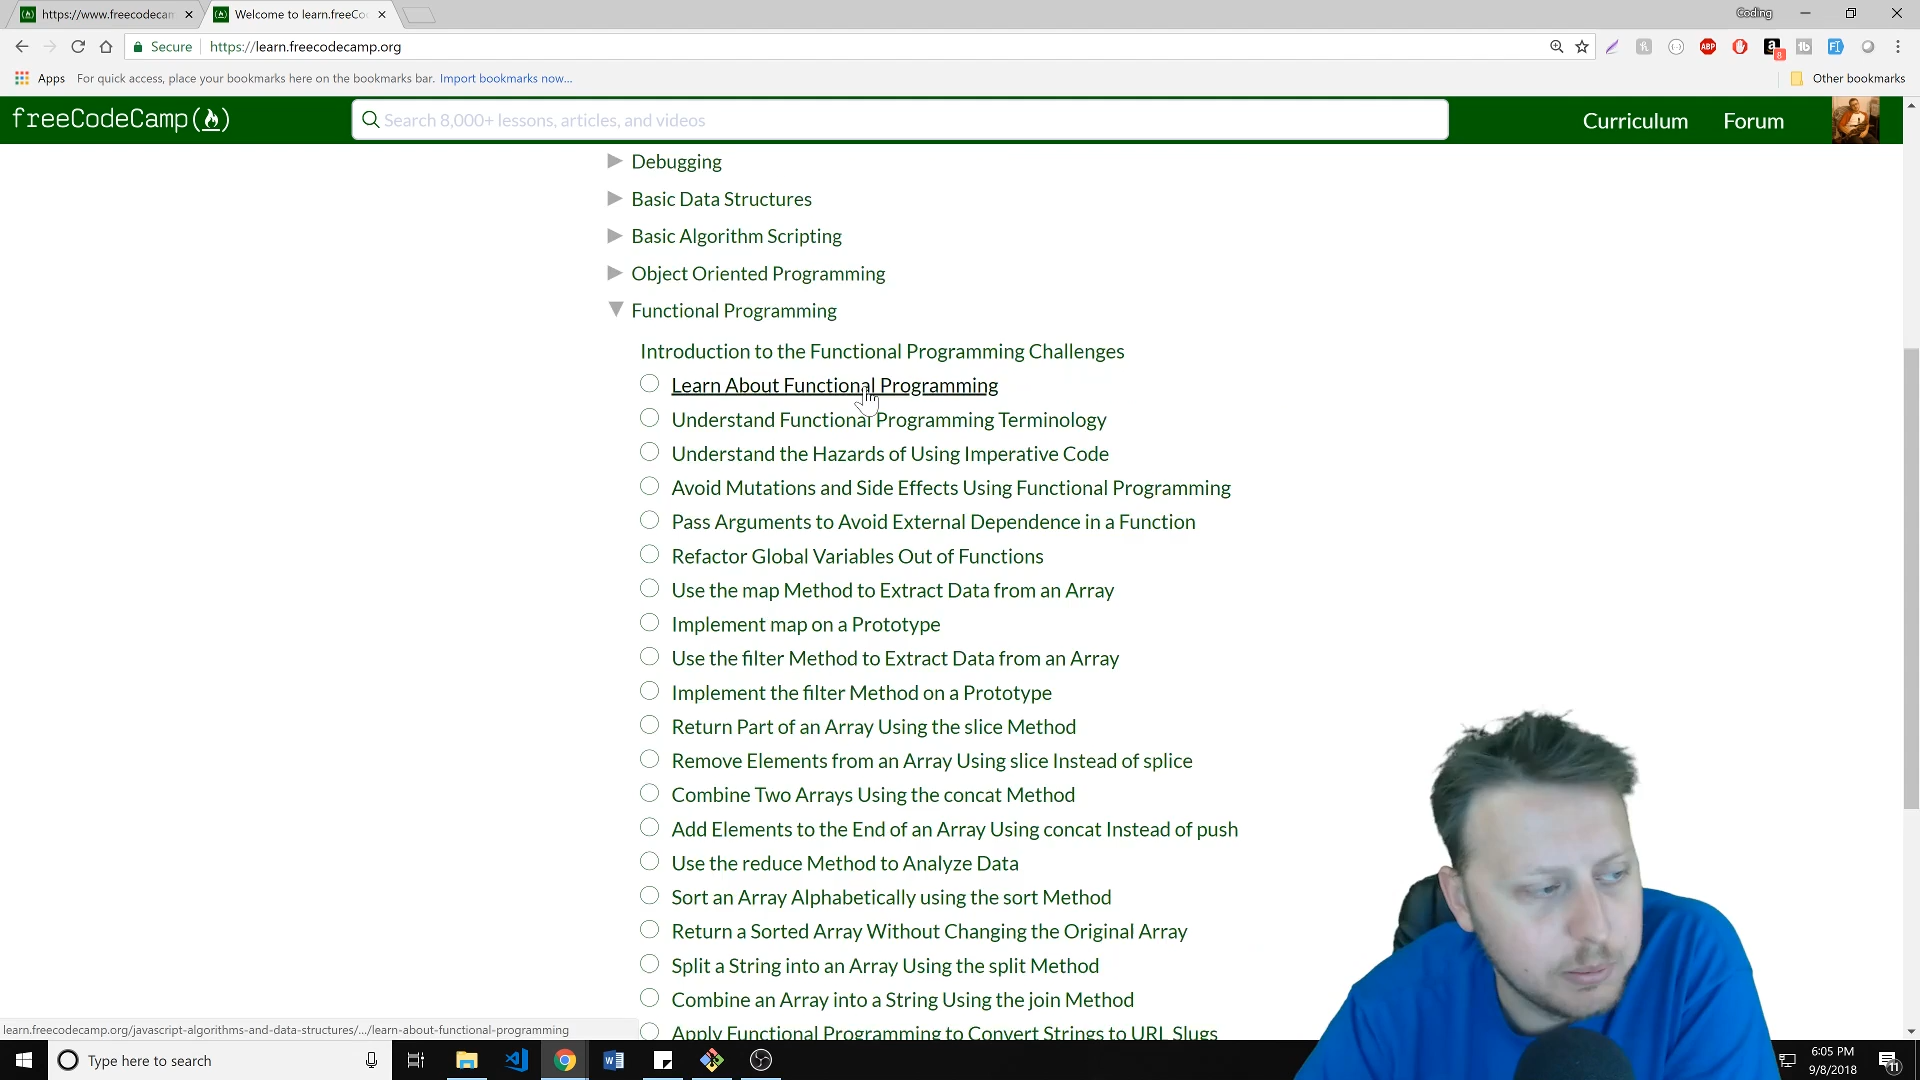 https://www.freecodecam
Welcome to learn.freeCo
Coding
Secure
https://learn.freecodecamp.org
ABP
8
Apps
For quick access, place your bookmarks here on the bookmarks bar. Import bookmarks now...
Other bookmarks
freeCodeCamp
Search 8,000+ lessons, articles, and videos
Curriculum
Forum
Debugging
Basic Data Structures
Basic Algorithm Scripting
Object Oriented Programming
Functional Programming
Introduction to the Functional Programming Challenges
Learn About Functional Programming
Understand Functional Programming Terminology
Understand the Hazards of Using Imperative Code
Avoid Mutations and Side Effects Using Functional Programming
Pass Arguments to Avoid External Dependence in a Function
Refactor Global Variables Out of Functions
Use the map Method to Extract Data from an Array
Implement map on a Prototype
Use the filter Method to Extract Data from an Array
Implement the filter Method on a Prototype
Return Part of an Array Using the slice Method
Remove Elements from an Array Using slice Instead of splice
Combine Two Arrays Using the concat Method
Add Elements to the End of an Array Using concat Instead of push
Use the reduce Method to Analyze Data
Sort an Array Alphabetically using the sort Method
Return a Sorted Array Without Changing the Original Array
Split a String into an Array Using the split Method
Combine an Array into a String Using the join Method
Apply Functional Programming to Convert Strings to URL Slugs
learn.freecodecamp.org/javascript-algorithms-and-data-structures/.../learn-about-functional-programming
Type here to search
6:05 PM
9/8/2018
11